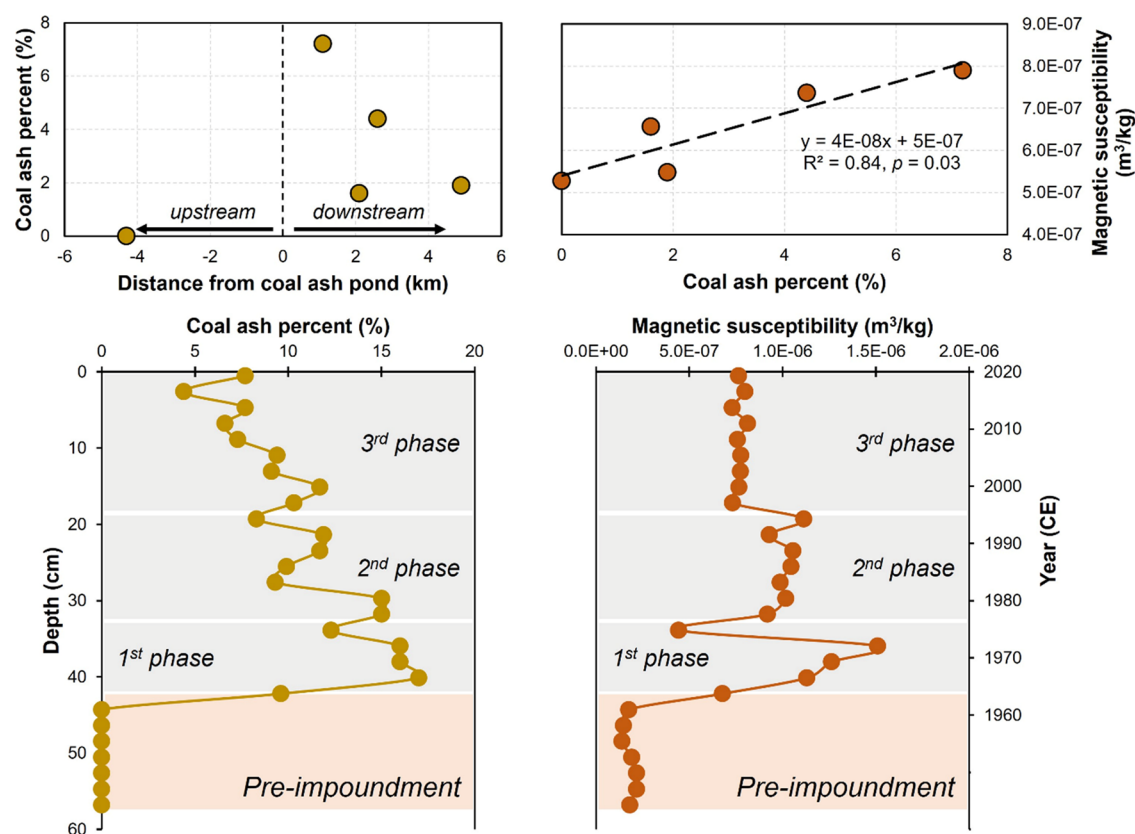 Coal ash percent (%)
8
6
4
2
0
upstream
downstream
-6
-4
-2
0
2
4
6
Distance from coal ash pond (km)
9.0E-07
8.0E-07
7.0E-07
6.0E-07
5.0E-07
4.0E-07
y = 4E-08x + 5E-07
R² = 0.84, p = 0.03
Magnetic susceptibility
(m³/kg)
0
2
4
6
8
Coal ash percent (%)
Coal ash percent (%)
0
5
10
15
20
0
10
20
30
40
50
60
Depth (cm)
3rd phase
2nd phase
1st phase
Pre-impoundment
Magnetic susceptibility (m³/kg)
0.0E+00
5.0E-07
1.0E-06
1.5E-06
2.0E-06
3rd phase
2nd phase
1st phase
Pre-impoundment
2020
2010
2000
1990
1980
1970
1960
Year (CE)